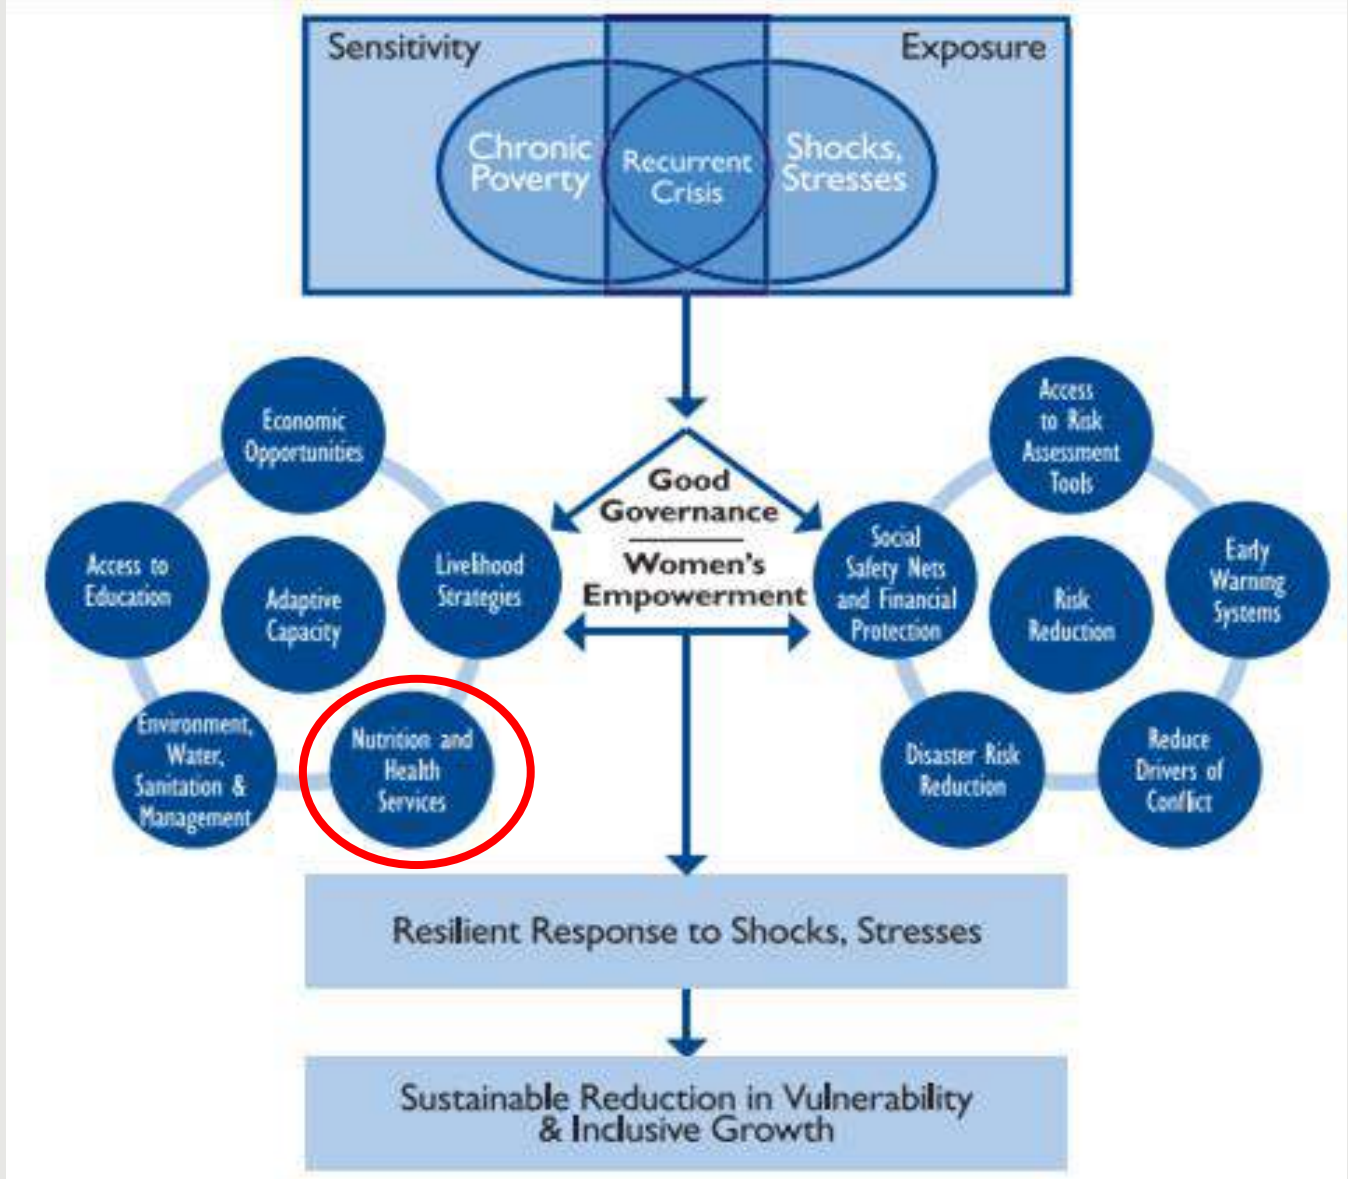 Sensitivity
Exposure
Chronic
Poverty
Recurrent
Crisis
Shocks,
Stresses
Good
Governance
Women's
Empowerment
Economic
Opportunities
Access to
Education
Adaptive
Capacity
Livelihood
Strategies
Environment,
Water,
Sanitation &
Management
Nutrition and
Health
Services
Access
to Risk
Assessment
Tools
Social
Safety Nets
and Financial
Protection
Risk
Reduction
Early
Warning
Systems
Disaster Risk
Reduction
Reduce
Drivers of
Conflict
Resilient Response to Shocks, Stresses
Sustainable Reduction in Vulnerability
& Inclusive Growth